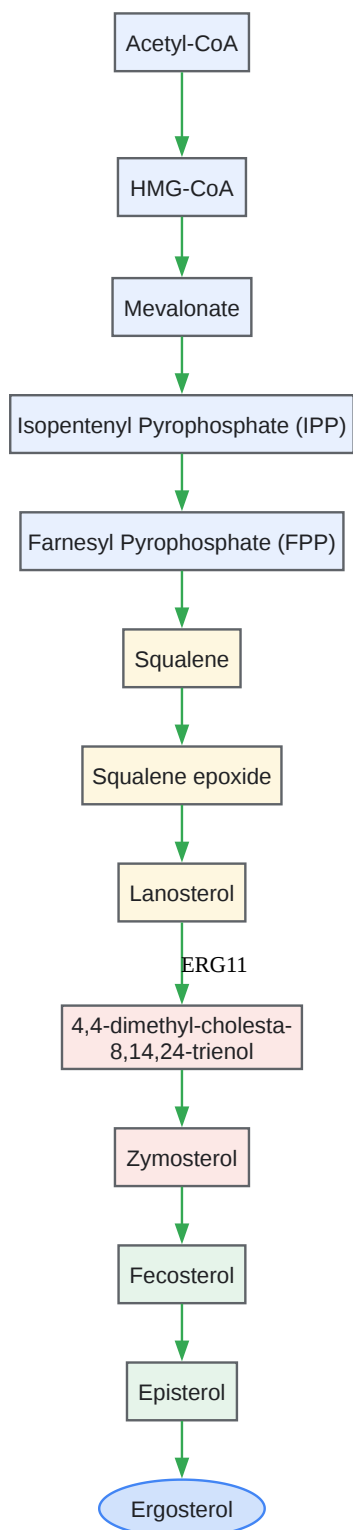 Acetyl-CoA
HMG-CoA
Mevalonate
Isopentenyl Pyrophosphate (IPP)
Farnesyl Pyrophosphate (FPP)
Squalene
Squalene epoxide
Lanosterol
ERG11
4,4-dimethyl-cholesta-
8,14,24-trienol
Zymosterol
Fecosterol
Episterol
Ergosterol